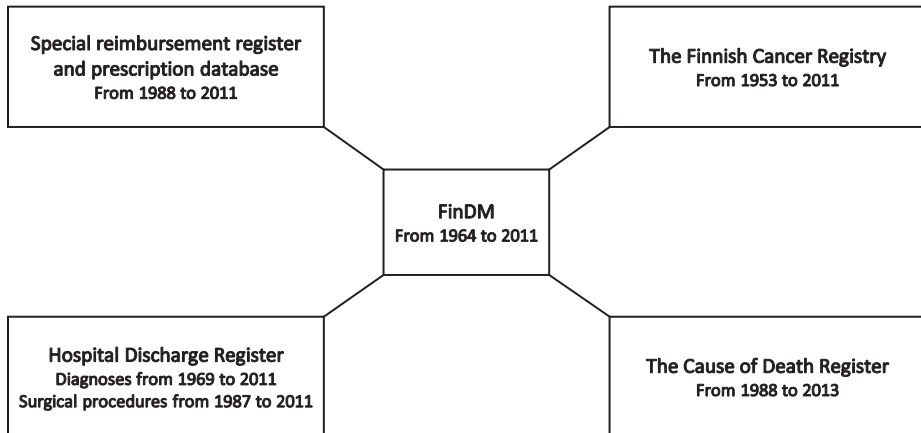 Special reimbursement register
and prescription database
From 1988 to 2011
The Finnish Cancer Registry
From 1953 to 2011
FinDM
From 1964 to 2011
Hospital Discharge Register
Diagnoses from 1969 to 2011
Surgical procedures from 1987 to 2011
The Cause of Death Register
From 1988 to 2013